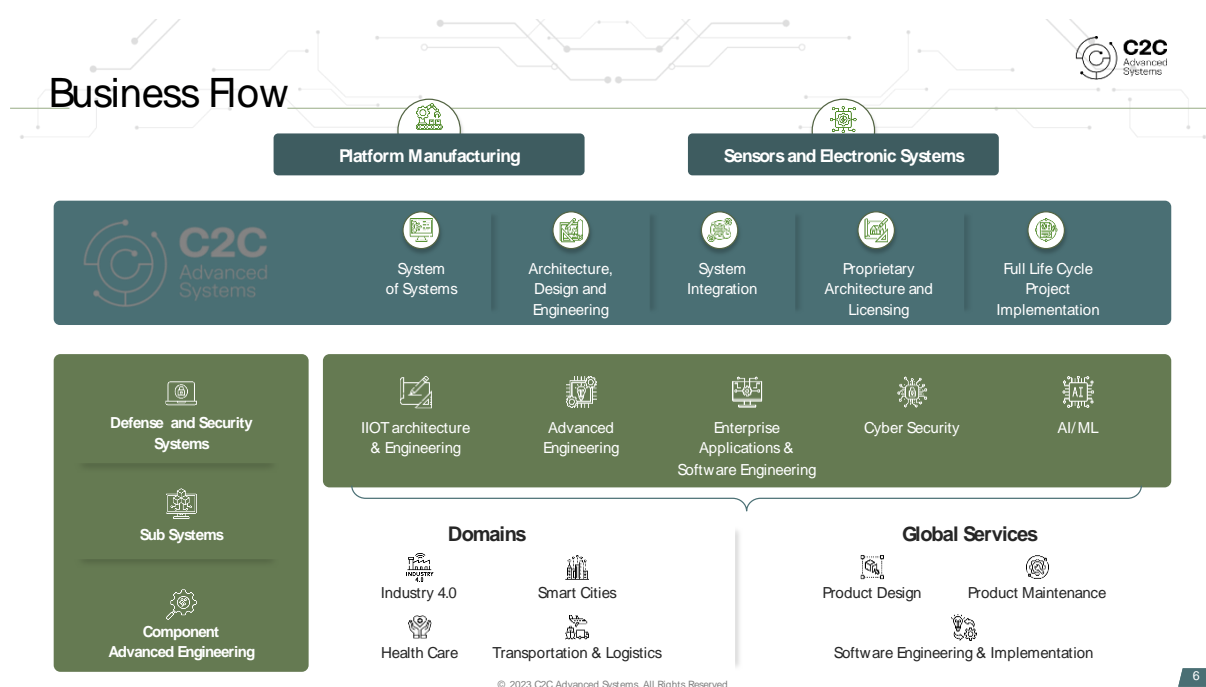 C2C
Advanced
Systems
Business Flow
Platform Manufacturing
Sensors and Electronic Systems
C2C
Advanced
Systems
System
of Systems
Architecture,
Design and
Engineering
System
Integration
Proprietary
Architecture and
Licensing
Full Life Cycle
Project
Implementation
Defense and Security
Systems
Sub Systems
Component
Advanced Engineering
IIOT architecture
& Engineering
Advanced
Engineering
Enterprise
Applications &
Software Engineering
Cyber Security
AI
AI/ML
Domains
INDUSTRY
4.0
Industry 4.0
Smart Cities
Health Care
Transportation & Logistics
Global Services
Product Design
Product Maintenance
Software Engineering & Implementation
© 2023 C2C Advanced Systems. All Rights Reserved
6